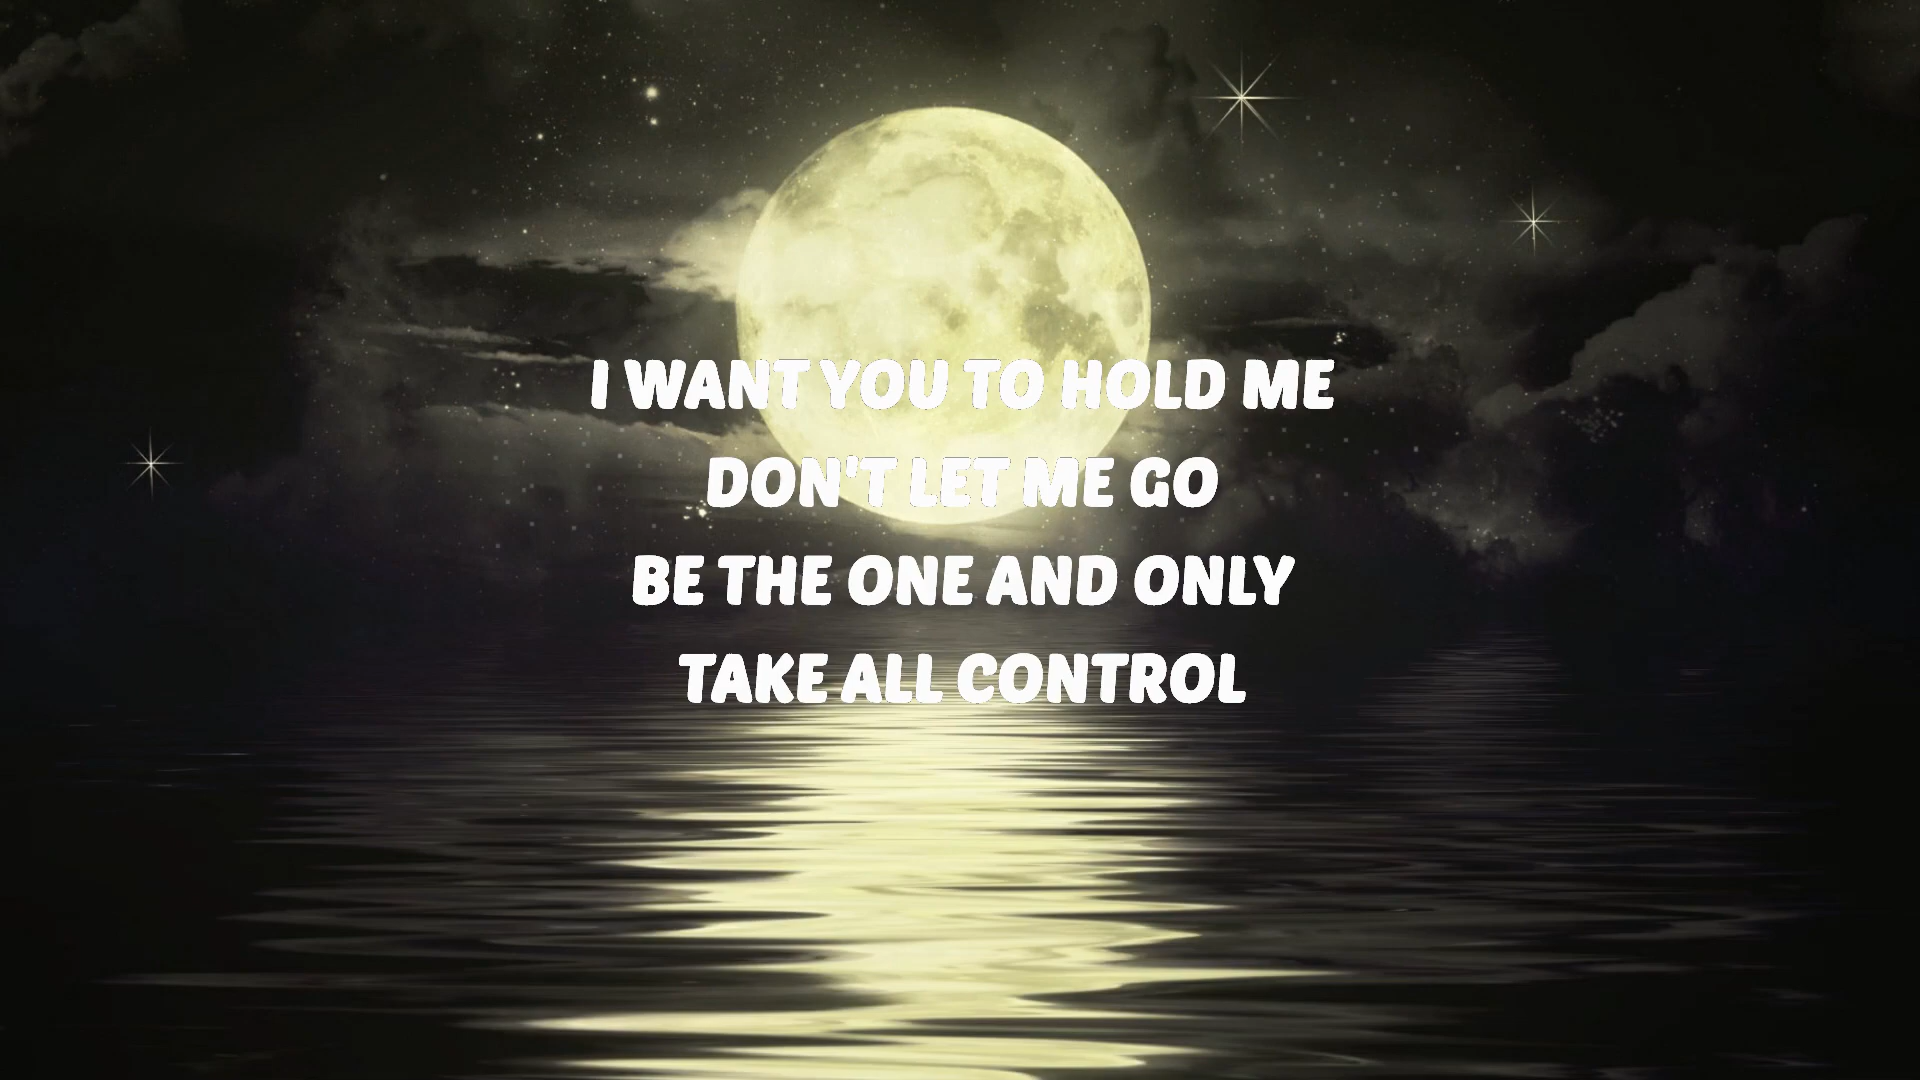 I WANT YOU TO HOLD ME
DON'T LET ME GO
BE THE ONE AND ONLY
TAKE ALL CONTROL